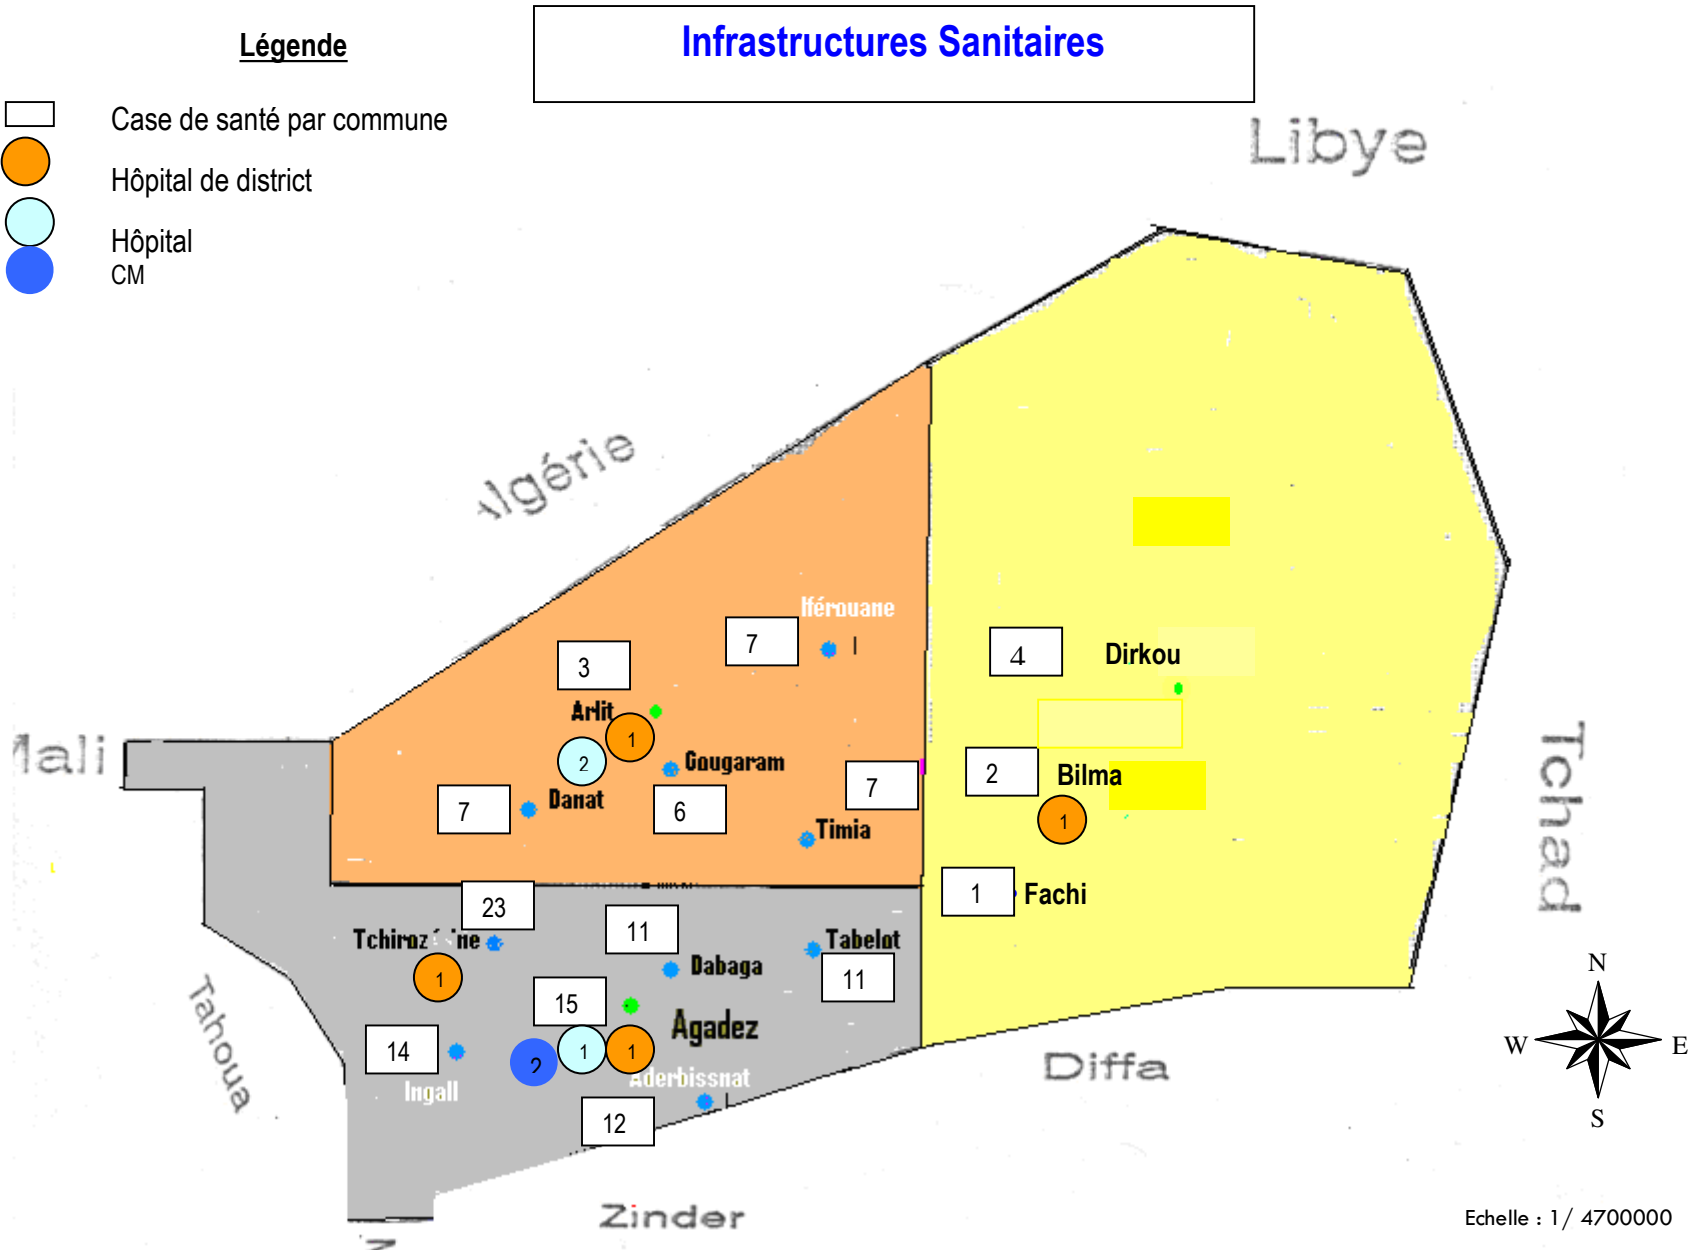 Infrastructures Sanitaires
Légende
Case de santé par commune
Hôpital de district
Hôpital
CM
Libye
Algérie
Iférouane
7
3
4
Dirkou
Arlit
1
2
Gougaram
7
2
Bilma
Tchad
7
Danat
6
1
Timia
1
Fachi
23
11
Tabelot
Dabaga
11
1
15
Agadez
14
2
1
1
Aderbissnat
Ingall
12
Tahoua
Diffa
Zinder
N
W
E
S
Echelle : 1/ 4700000